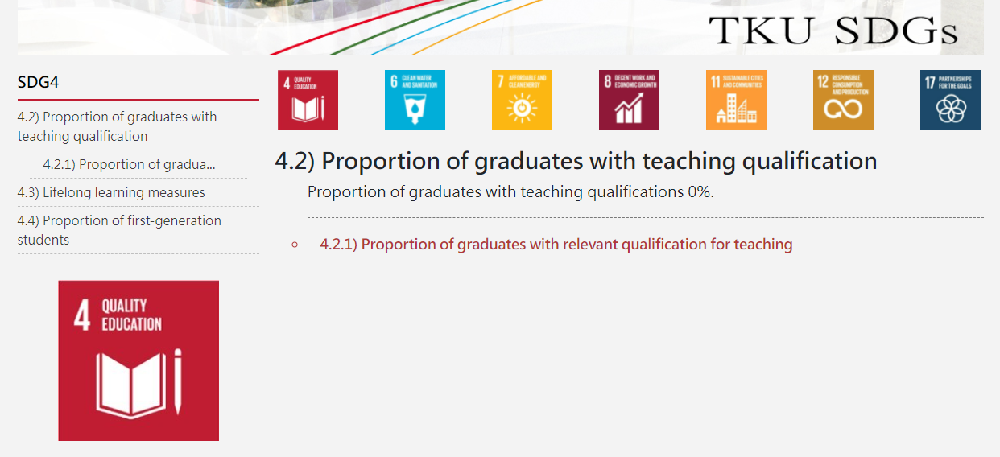 TKU SDGs
SDG4
4.2) Proportion of graduates with
teaching qualification
4.2.1) Proportion of gradua...
4.3) Lifelong learning measures
4.4) Proportion of first-generation
students
4 QUALITY
EDUCATION
4 QUALITY
EDUCATION
6 CLEAN WATER
AND SANITATION
7 AFFORDABLE AND
CLEAN ENERGY
8 DECENT WORK AND
ECONOMIC GROWTH
11 SUSTAINABLE CITIES
AND COMMUNITIES
12 RESPONSIBLE
CONSUMPTION
AND PRODUCTION
17 PARTNERSHIPS
FOR THE GOALS
4.2) Proportion of graduates with teaching qualification
Proportion of graduates with teaching qualifications 0%.
4.2.1) Proportion of graduates with relevant qualification for teaching